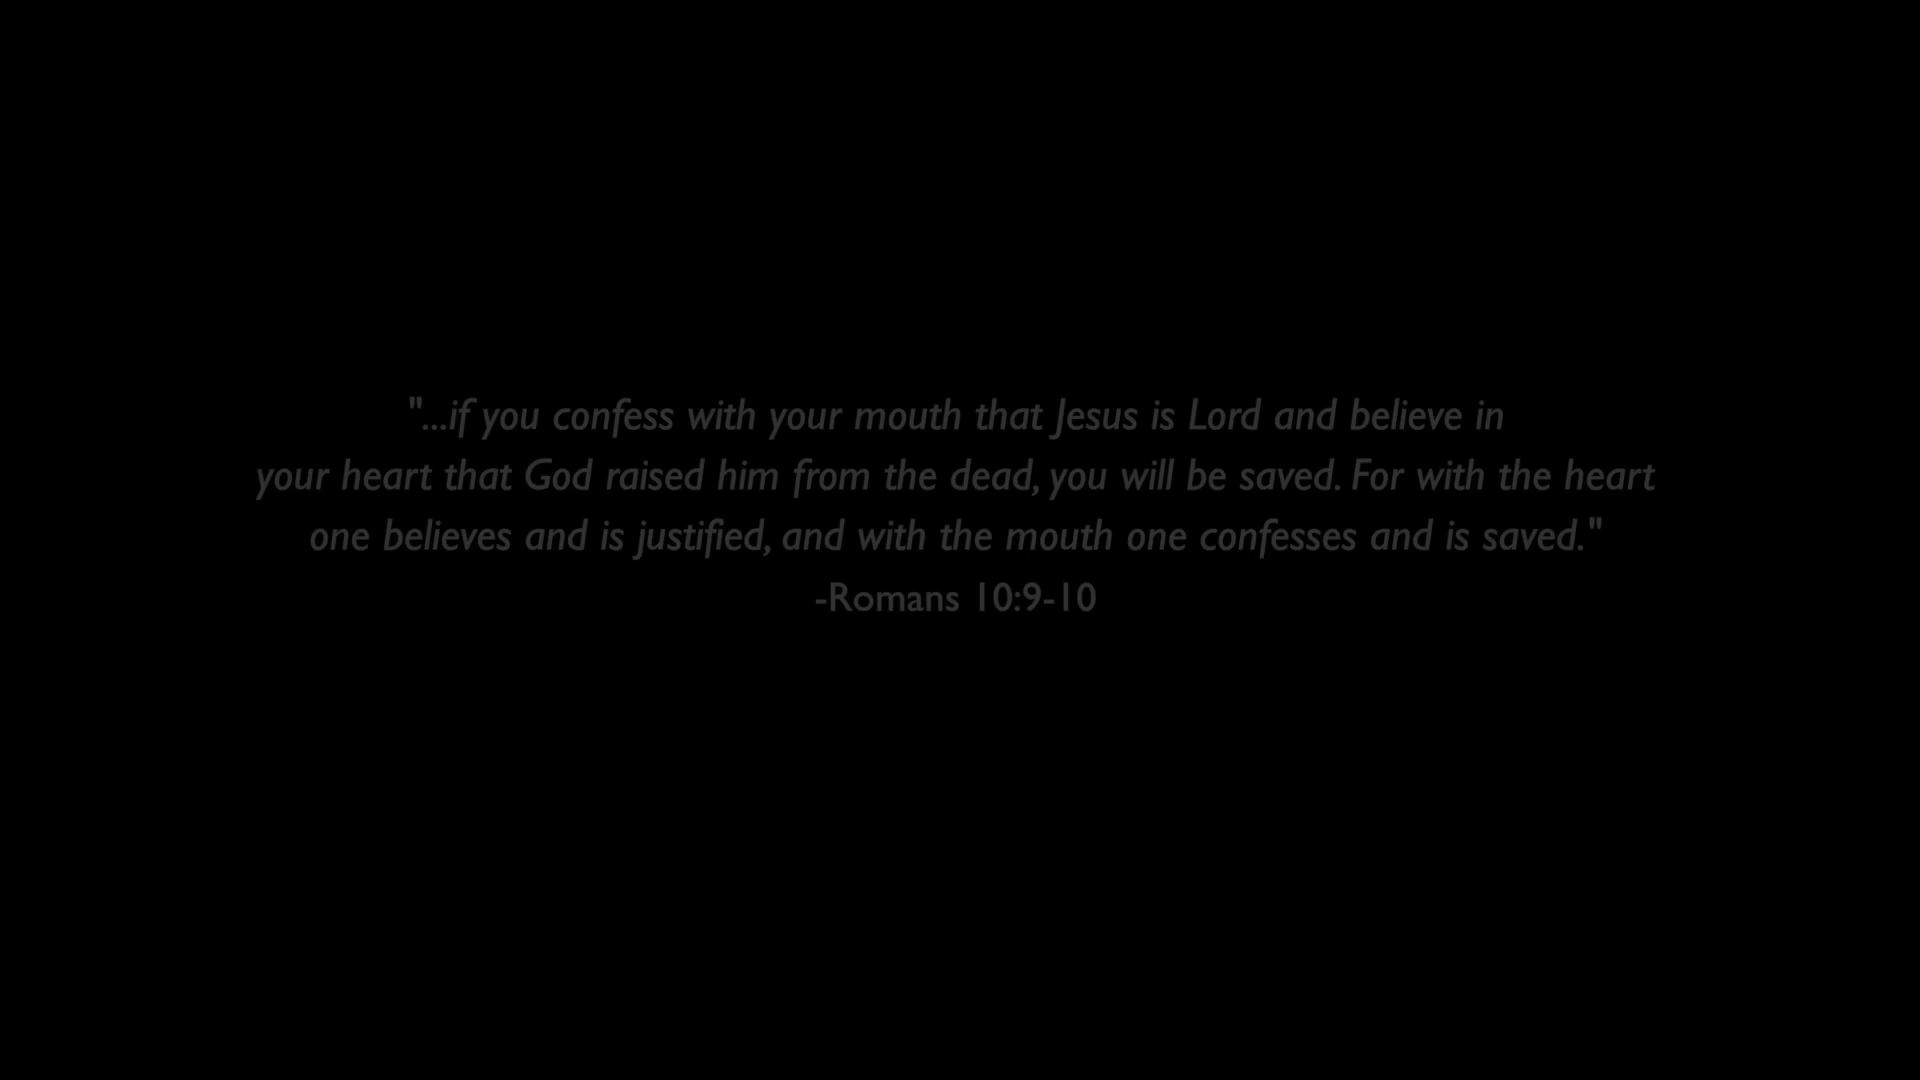 "...if you confess with your mouth that Jesus is Lord and believe in
your heart that God raised him from the dead, you will be saved. For with the heart
one believes and is justified, and with the mouth one confesses and is saved."
-Romans 10:9-10